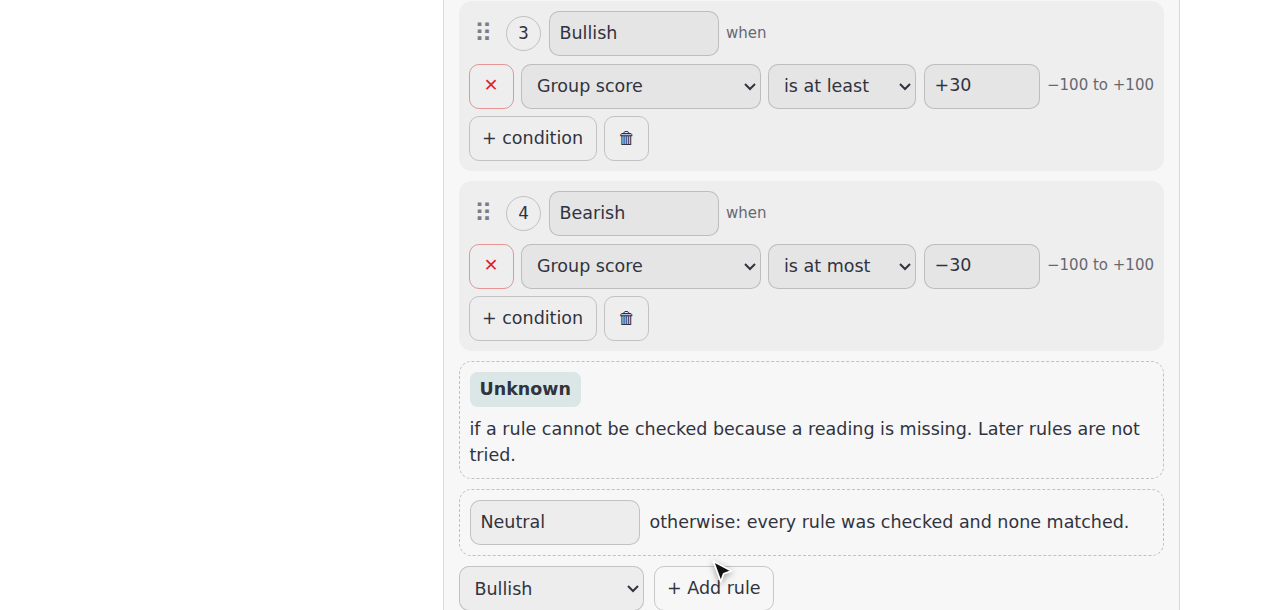 3 Bullish when
✕ Group score is at least +30 −100 to +100
+ condition 🗑
4 Bearish when
✕ Group score is at most −30 −100 to +100
+ condition 🗑
Unknown
if a rule cannot be checked because a reading is missing. Later rules are not
tried.
Neutral otherwise: every rule was checked and none matched.
Bullish + Add rule